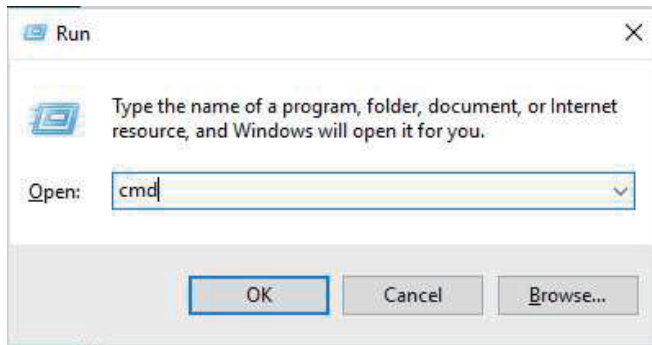 Run
Type the name of a program, folder, document, or Internet
resource, and Windows will open it for you.
Open: cmd
OK Cancel Browse...